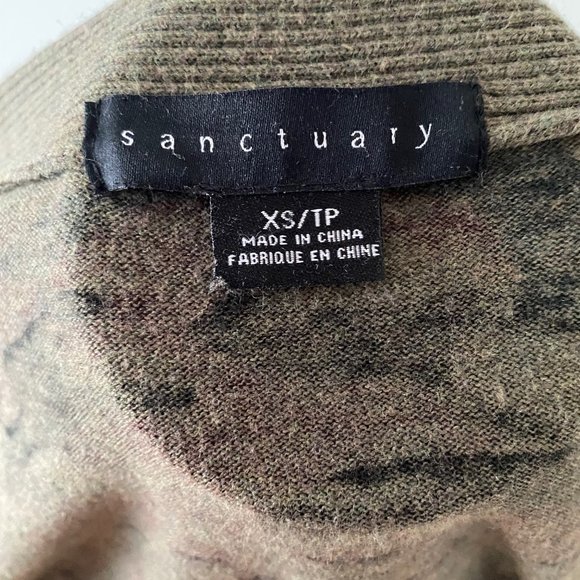 sanctuary
XS/TP
MADE IN CHINA
FABRIQUE EN CHINE